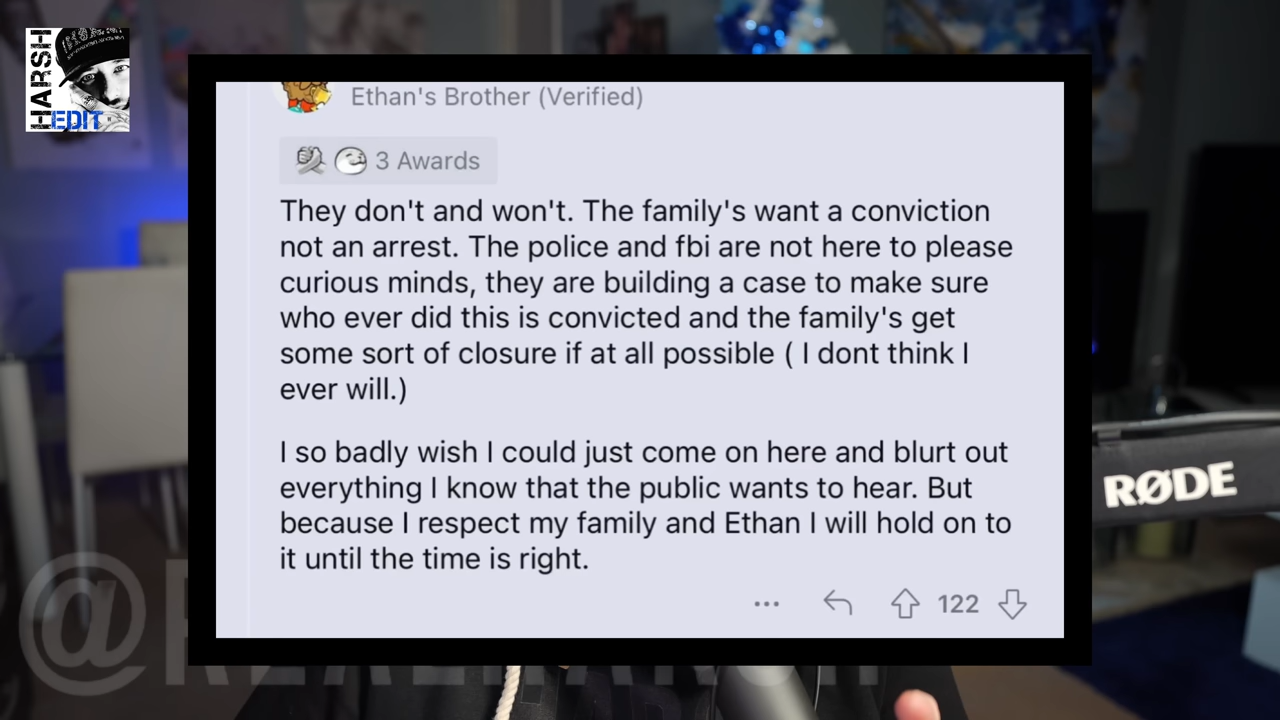 HARSH
EDIT
Ethan's Brother (Verified)
3 Awards
They don't and won't. The family's want a conviction
not an arrest. The police and fbi are not here to please
curious minds, they are building a case to make sure
who ever did this is convicted and the family's get
some sort of closure if at all possible ( I dont think I
ever will.)
I so badly wish I could just come on here and blurt out
everything I know that the public wants to hear. But
because I respect my family and Ethan I will hold on to
it until the time is right.
122
RØDE